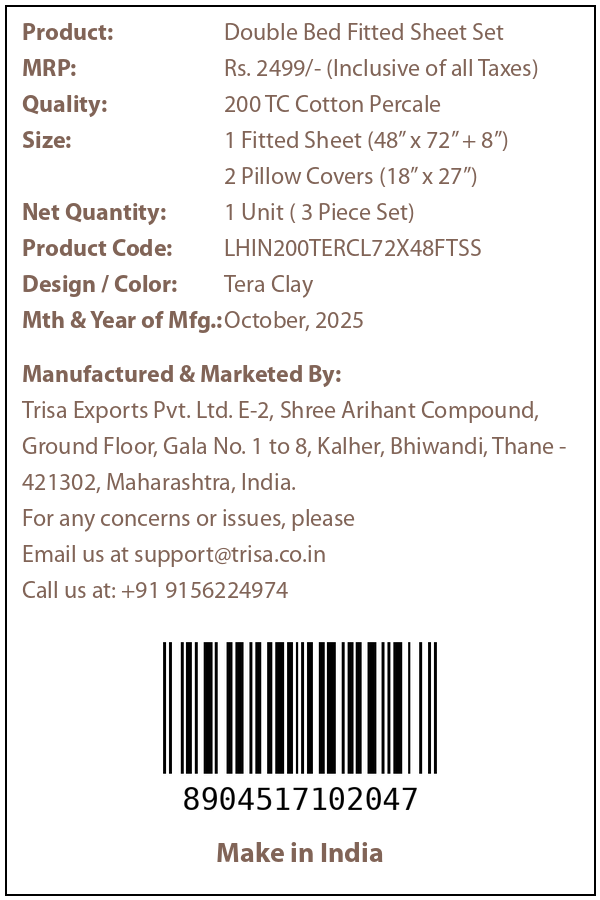 Product: Double Bed Fitted Sheet Set
MRP: Rs. 2499/- (Inclusive of all Taxes)
Quality: 200 TC Cotton Percale
Size: 1 Fitted Sheet (48” x 72” + 8”)
2 Pillow Covers (18” x 27”)
Net Quantity: 1 Unit ( 3 Piece Set)
Product Code: LHIN200TERCL72X48FTSS
Design / Color: Tera Clay
Mth & Year of Mfg.: October, 2025
Manufactured & Marketed By:
Trisa Exports Pvt. Ltd. E-2, Shree Arihant Compound,
Ground Floor, Gala No. 1 to 8, Kalher, Bhiwandi, Thane -
421302, Maharashtra, India.
For any concerns or issues, please
Email us at support@trisa.co.in
Call us at: +91 9156224974
8904517102047
Make in India